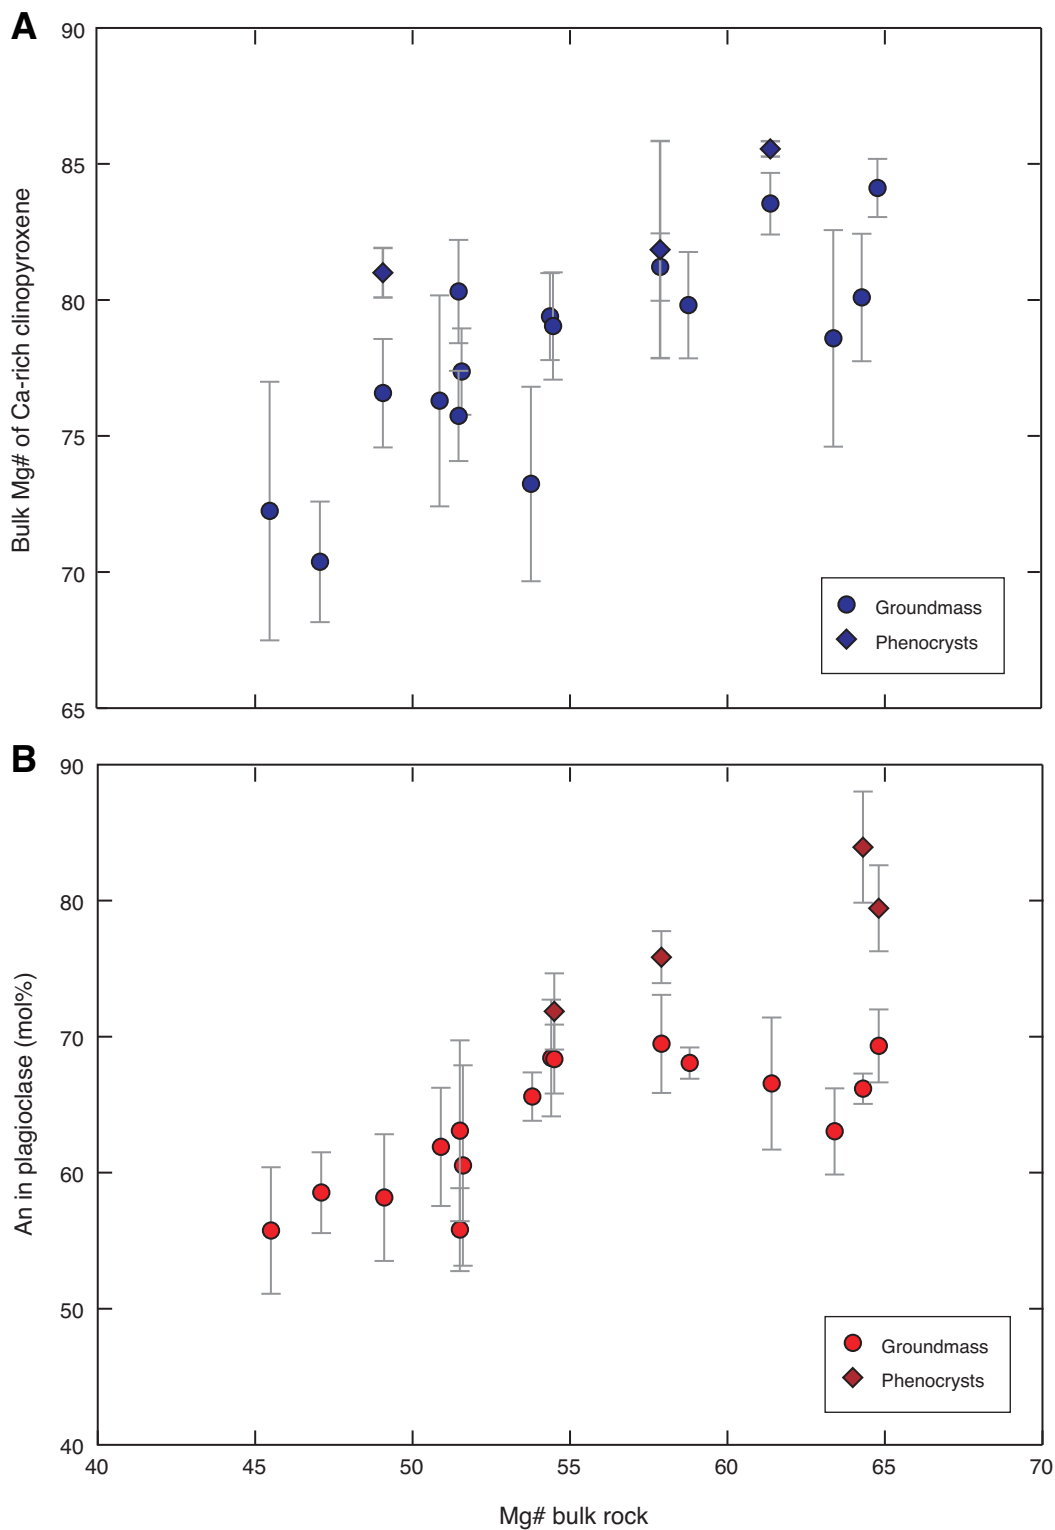 A
90
85
80
75
70
65
Bulk Mg# of Ca-rich clinopyroxene
Groundmass
Phenocrysts
B
90
80
70
60
50
40
An in plagioclase (mol%)
Groundmass
Phenocrysts
40 45 50 55 60 65 70
Mg# bulk rock